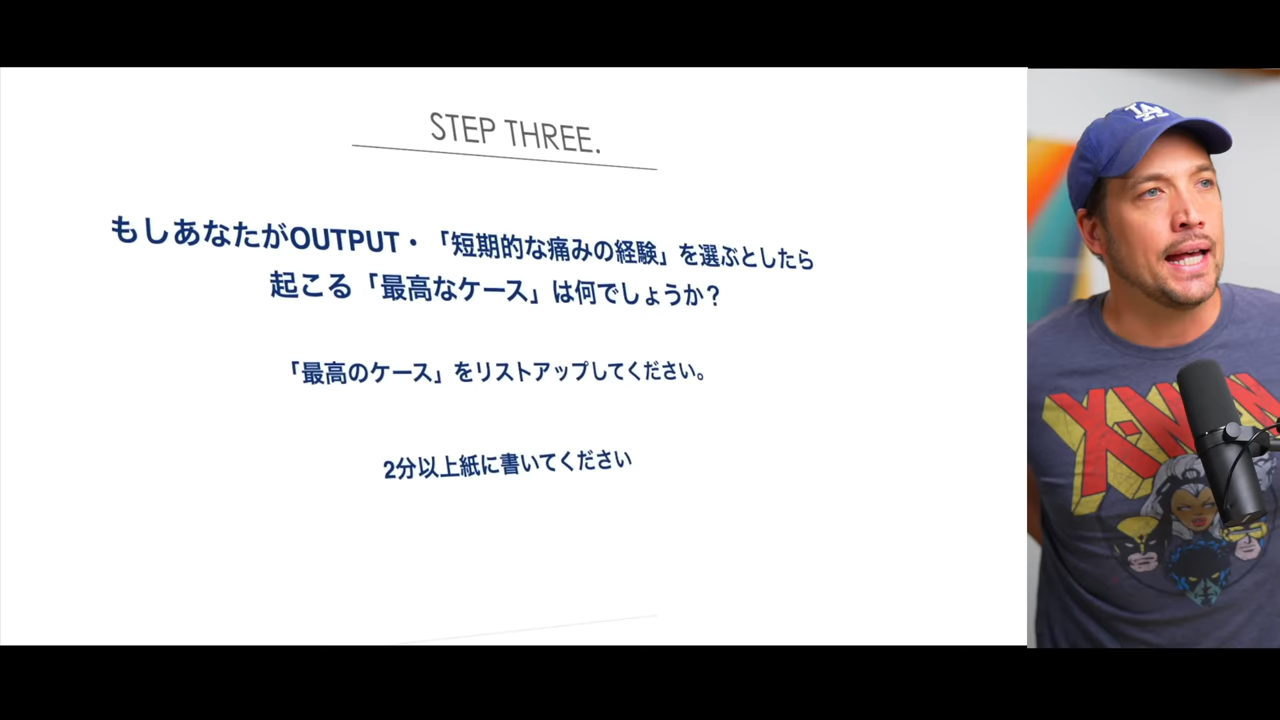 STEP THREE.
もしあなたがOUTPUT・「短期的な痛みの経験」を選ぶとしたら
起こる「最高なケース」は何でしょうか？
「最高のケース」をリストアップしてください。
2分以上紙に書いてください
LA
X-MEN